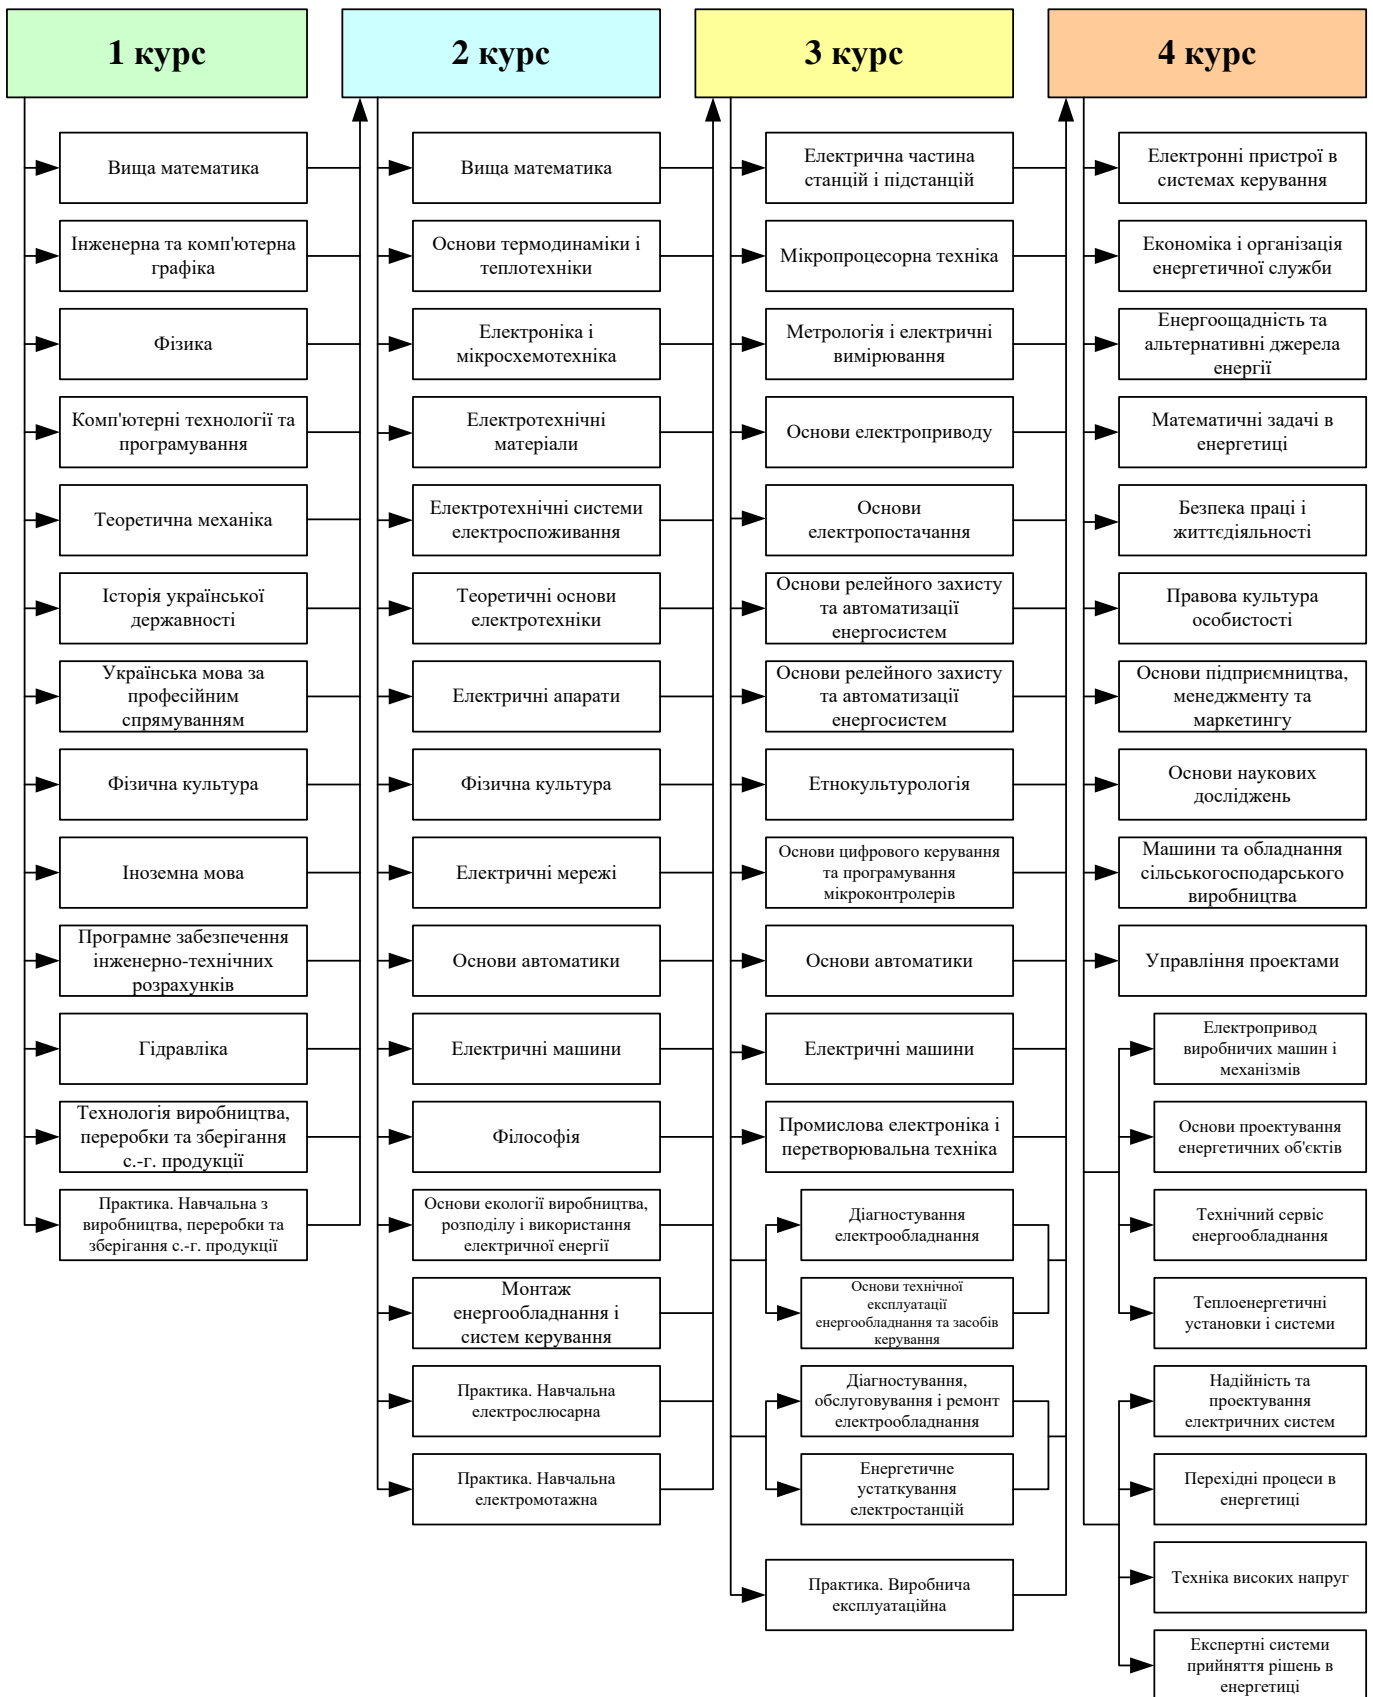 1 курс
Вища математика
Інженерна та комп'ютерна
графіка
Фізика
Комп'ютерні технології та
програмування
Теоретична механіка
Історія української
державності
Українська мова за
професійним
спрямуванням
Фізична культура
Іноземна мова
Програмне забезпечення
інженерно-технічних
розрахунків
Гідравліка
Технологія виробництва,
переробки та зберігання
с.-г. продукції
Практика. Навчальна з
виробництва, переробки та
зберігання с.-г. продукції
2 курс
Вища математика
Основи термодинаміки і
теплотехніки
Електроніка і
мікросхемотехніка
Електротехнічні
матеріали
Електротехнічні системи
електроспоживання
Теоретичні основи
електротехніки
Електричні апарати
Фізична культура
Електричні мережі
Основи автоматики
Електричні машини
Філософія
Основи екології виробництва,
розподілу і використання
електричної енергії
Монтаж
енергообладнання і
систем керування
Практика. Навчальна
електрослюсарна
Практика. Навчальна
електромотажна
3 курс
Електрична частина
станцій і підстанцій
Мікропроцесорна техніка
Метрологія і електричні
вимірювання
Основи електроприводу
Основи
електропостачання
Основи релейного захисту
та автоматизації
енергосистем
Основи релейного захисту
та автоматизації
енергосистем
Етнокультурологія
Основи цифрового керування
та програмування
мікроконтролерів
Основи автоматики
Електричні машини
Промислова електроніка і
перетворювальна техніка
Діагностування
електрообладнання
Основи технічної
експлуатації
енергообладнання та засобів
керування
Діагностування,
обслуговування і ремонт
електрообладнання
Енергетичне
устаткування
електростанцій
Практика. Виробнича
експлуатаційна
4 курс
Електронні пристрої в
системах керування
Економіка і організація
енергетичної служби
Енергоощадність та
альтернативні джерела
енергії
Математичні задачі в
енергетиці
Безпека праці і
життєдіяльності
Правова культура
особистості
Основи підприємництва,
менеджменту та
маркетингу
Основи наукових
досліджень
Машини та обладнання
сільськогосподарського
виробництва
Управління проектами
Електропривод
виробничих машин і
механізмів
Основи проектування
енергетичних об'єктів
Технічний сервіс
енергообладнання
Теплоенергетичні
установки і системи
Надійність та
проектування
електричних систем
Перехідні процеси в
енергетиці
Техніка високих напруг
Експертні системи
прийняття рішень в
енергетиці